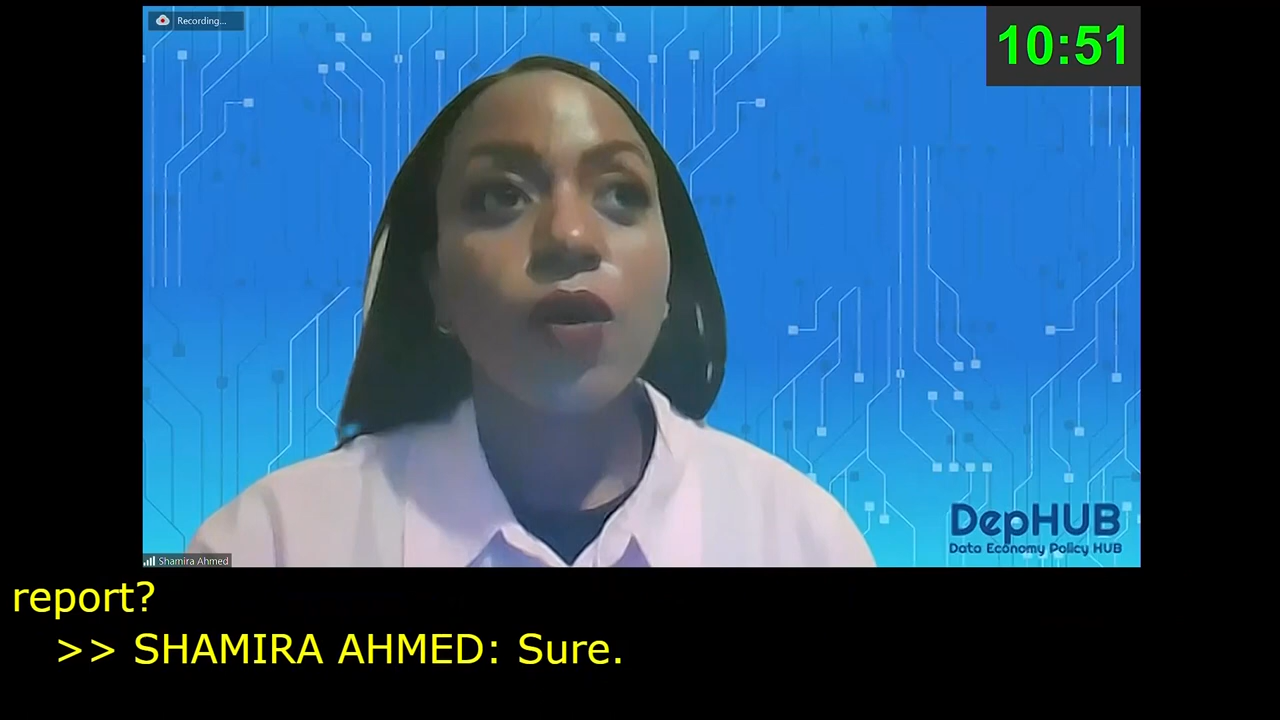 Recording...
10:51
DepHUB
Data Economy Policy HUB
Shamira Ahmed
report?
>> SHAMIRA AHMED: Sure.